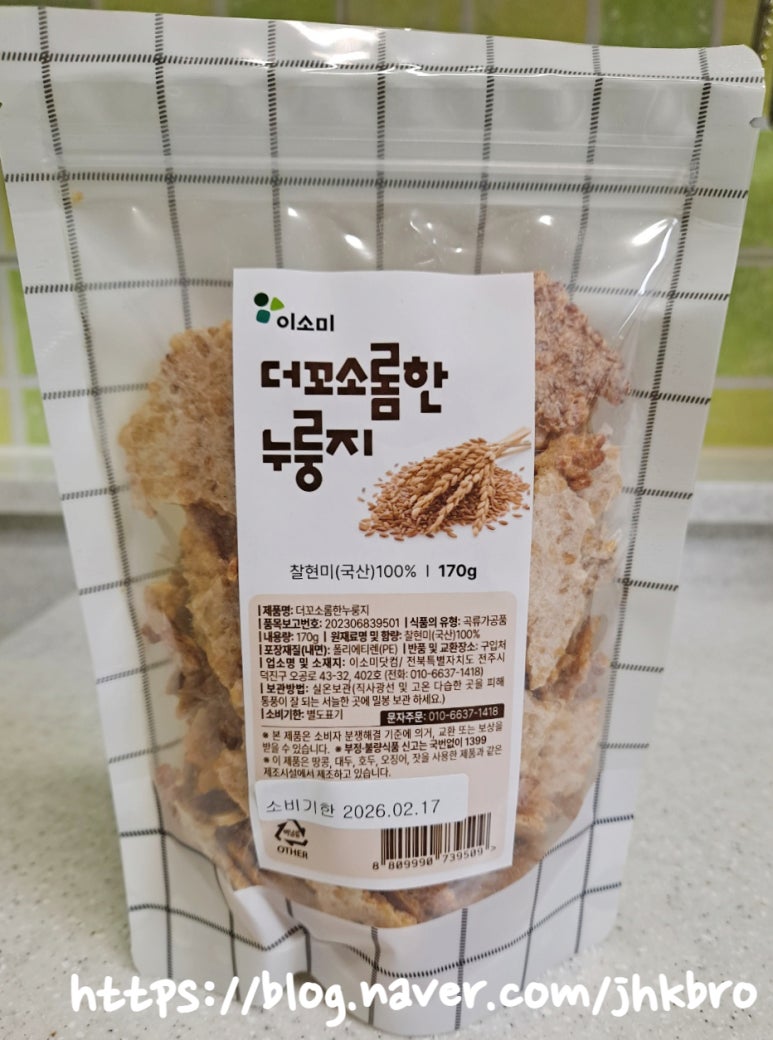 이소미
더꼬소롬한
누룽지
찰현미(국산)100% I 170g
제품명: 더꼬소롬한누룽지
품목보고번호: 202306839501 | 식품의 유형: 곡류가공품
내용량: 170g | 원재료명 및 함량: 찰현미(국산)100%
포장재질(내면): 폴리에티렌(PE) | 반품 및 교환장소: 구입처
업소명 및 소재지: 이소미닷컴/ 전북특별자치도 전주시
덕진구 오공로 43-32, 402호 (전화: 010-6637-1418)
보관방법: 실온보관(직사광선 및 고온 다습한 곳을 피해
통풍이 잘 되는 서늘한 곳에 밀봉 보관 하세요.)
소비기한: 별도표기
문자주문: 010-6637-1418
※ 본 제품은 소비자 분쟁해결 기준에 의거, 교환 또는 보상을
받을 수 있습니다. ※ 부정·불량식품 신고는 국번없이 1399
※ 이 제품은 땅콩, 대두, 호두, 오징어, 잣을 사용한 제품과 같은
제조시설에서 제조하고 있습니다.
소비기한 2026.02.17
비닐류
OTHER
8 809990 739509 >
https://blog.naver.com/jhkbro